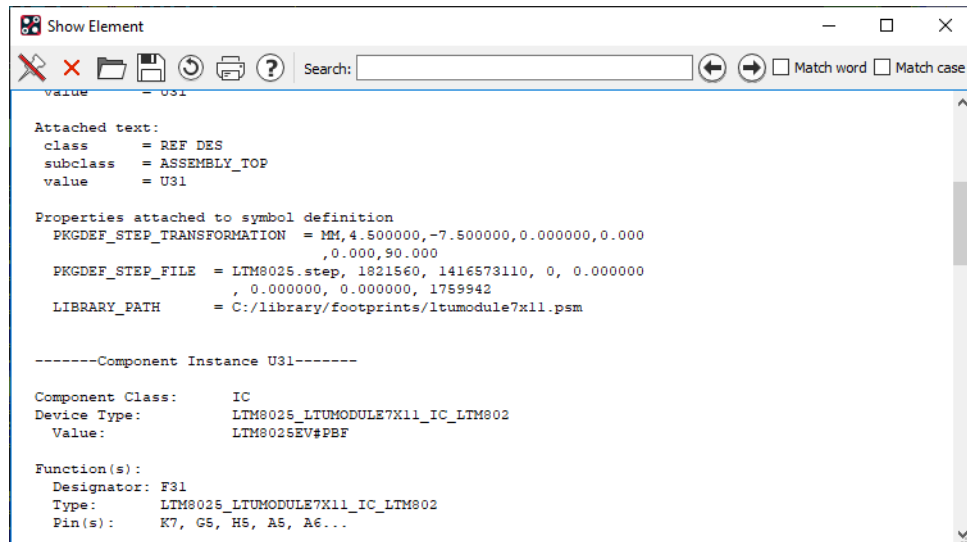 Show Element
Search: Match word Match case
value = U31
Attached text:
class = REF DES
subclass = ASSEMBLY_TOP
value = U31
Properties attached to symbol definition
PKGDEF_STEP_TRANSFORMATION = MM,4.500000,-7.500000,0.000000,0.000
,0.000,90.000
PKGDEF_STEP_FILE = LTM8025.step, 1821560, 1416573110, 0, 0.000000
, 0.000000, 0.000000, 1759942
LIBRARY_PATH = C:/library/footprints/ltumodule7x11.psm
-------Component Instance U31-------
Component Class: IC
Device Type: LTM8025_LTUMODULE7X11_IC_LTM802
Value: LTM8025EV#PBF
Function(s):
Designator: F31
Type: LTM8025_LTUMODULE7X11_IC_LTM802
Pin(s): K7, G5, H5, A5, A6...